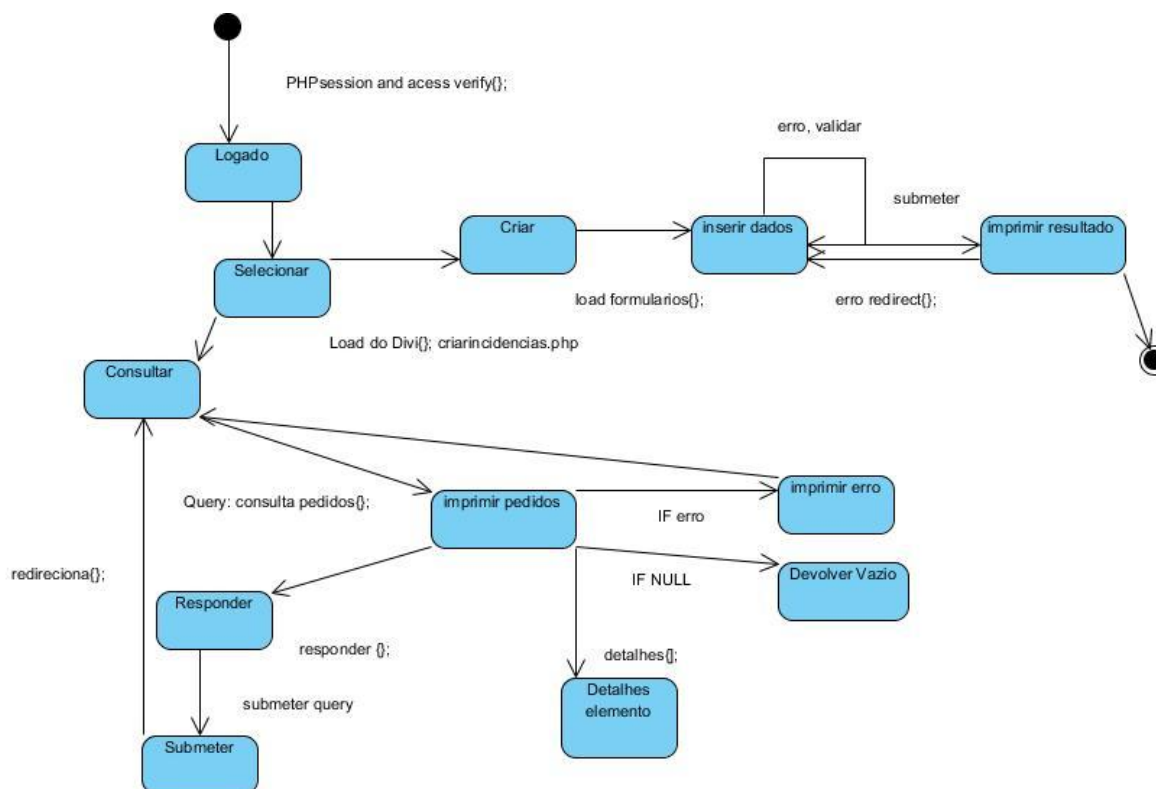 PHPsession and acess verify{};
erro, validar
Logado
submeter
Criar
inserir dados
imprimir resultado
Selecionar
load formularios{};
erro redirect{};
Load do Divi{}; criarincidencias.php
Consultar
Query: consulta pedidos{};
imprimir pedidos
imprimir erro
IF erro
redireciona{};
IF NULL
Devolver Vazio
Responder
responder {};
detalhes{];
Detalhes
elemento
submeter query
Submeter